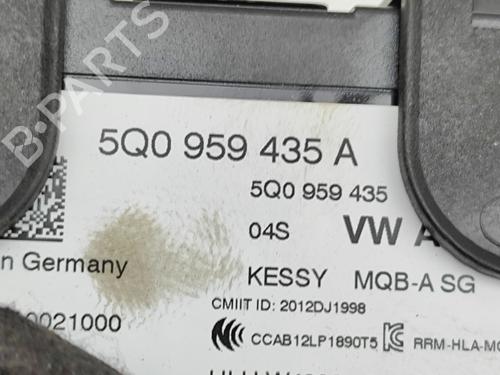 B-PARTS
5Q0 959 435 A
5Q0 959 435
04S VW A
n Germany
KESSY MQB-A SG
CMIIT ID: 2012DJ1998
0021000
CCAB12LP1890T5 RRM-HLA-MQ